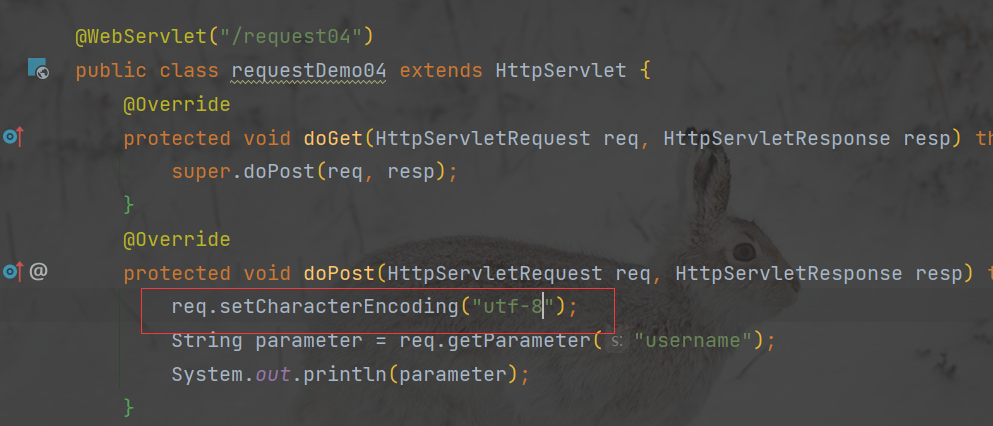 @WebServlet("/request04")
public class requestDemo04 extends HttpServlet {
@Override
protected void doGet(HttpServletRequest req, HttpServletResponse resp) th
super.doPost(req, resp);
}
@Override
@
protected void doPost(HttpServletRequest req, HttpServletResponse resp) t
req.setCharacterEncoding("utf-8");
String parameter = req.getParameter( s: "username");
System.out.println(parameter);
}